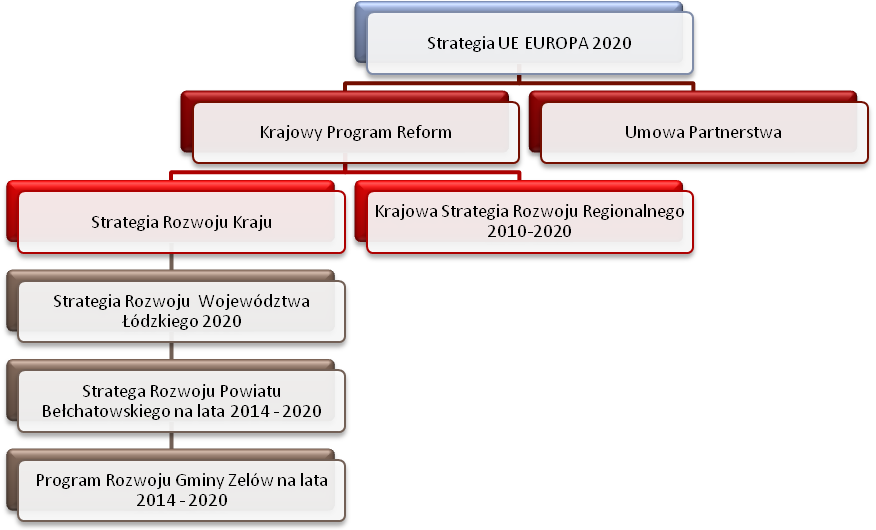 Strategia UE EUROPA 2020
Krajowy Program Reform
Umowa Partnerstwa
Strategia Rozwoju Kraju
Krajowa Strategia Rozwoju Regionalnego
2010-2020
Strategia Rozwoju Województwa
Łódzkiego 2020
Stratega Rozwoju Powiatu
Bełchatowskiego na lata 2014 - 2020
Program Rozwoju Gminy Zelów na lata
2014 - 2020